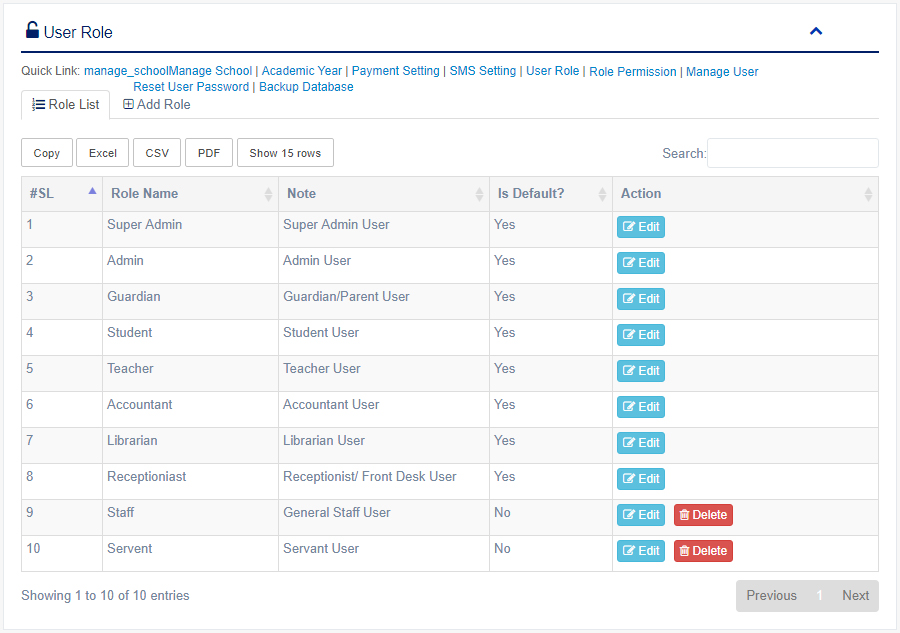 User Role
Quick Link: manage_schoolManage School | Academic Year | Payment Setting | SMS Setting | User Role | Role Permission | Manage User
Reset User Password | Backup Database
Role List Add Role
Copy Excel CSV PDF Show 15 rows Search:
#SL Role Name Note Is Default? Action
1 Super Admin Super Admin User Yes Edit
2 Admin Admin User Yes Edit
3 Guardian Guardian/Parent User Yes Edit
4 Student Student User Yes Edit
5 Teacher Teacher User Yes Edit
6 Accountant Accountant User Yes Edit
7 Librarian Librarian User Yes Edit
8 Receptioniast Receptionist/ Front Desk User Yes Edit
9 Staff General Staff User No Edit Delete
10 Servent Servant User No Edit Delete
Showing 1 to 10 of 10 entries Previous 1 Next